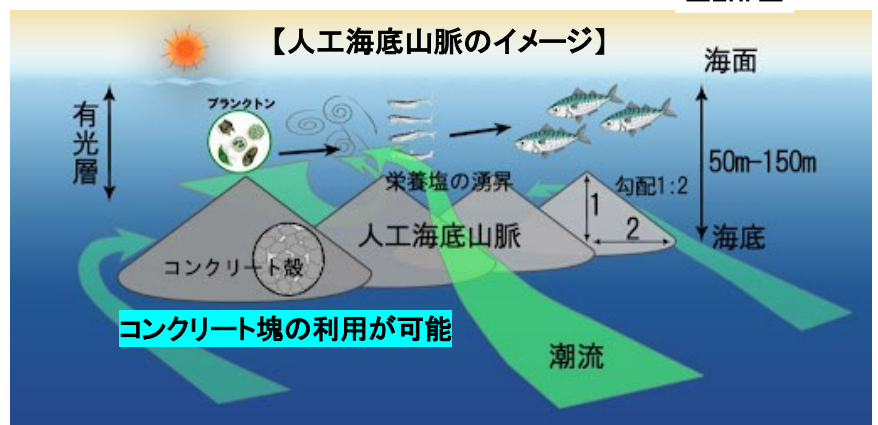 【人工海底山脈のイメージ】
海面
プランクトン
有光層
50m-150m
栄養塩の湧昇
勾配1:2
1
2
人工海底山脈
海底
コンクリート殻
コンクリート塊の利用が可能
潮流